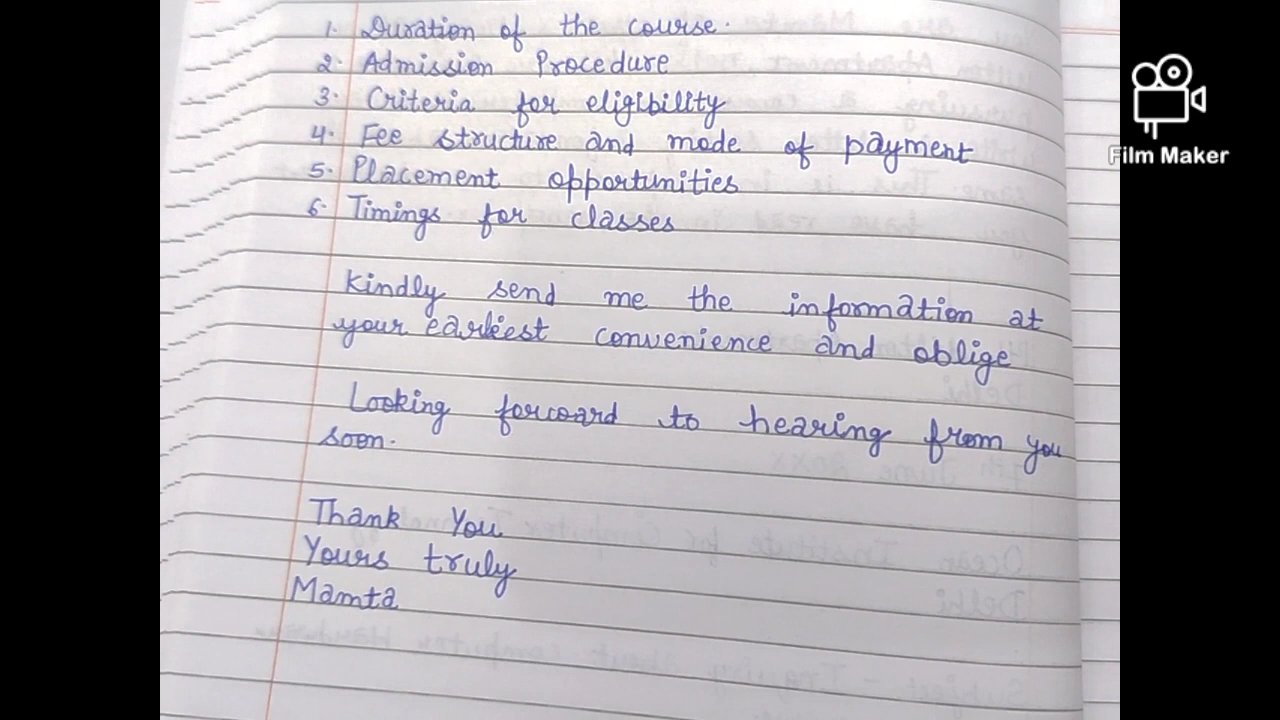 1. Duration of the course.
2. Admission Procedure
3. Criteria for eligibility
4. Fee structure and mode of payment
5. Placement opportunities
6. Timings for classes
Kindly send me the information at
your earliest convenience and oblige
Looking forward to hearing from you
soon.
Thank You
Yours truly
Mamta
Film Maker